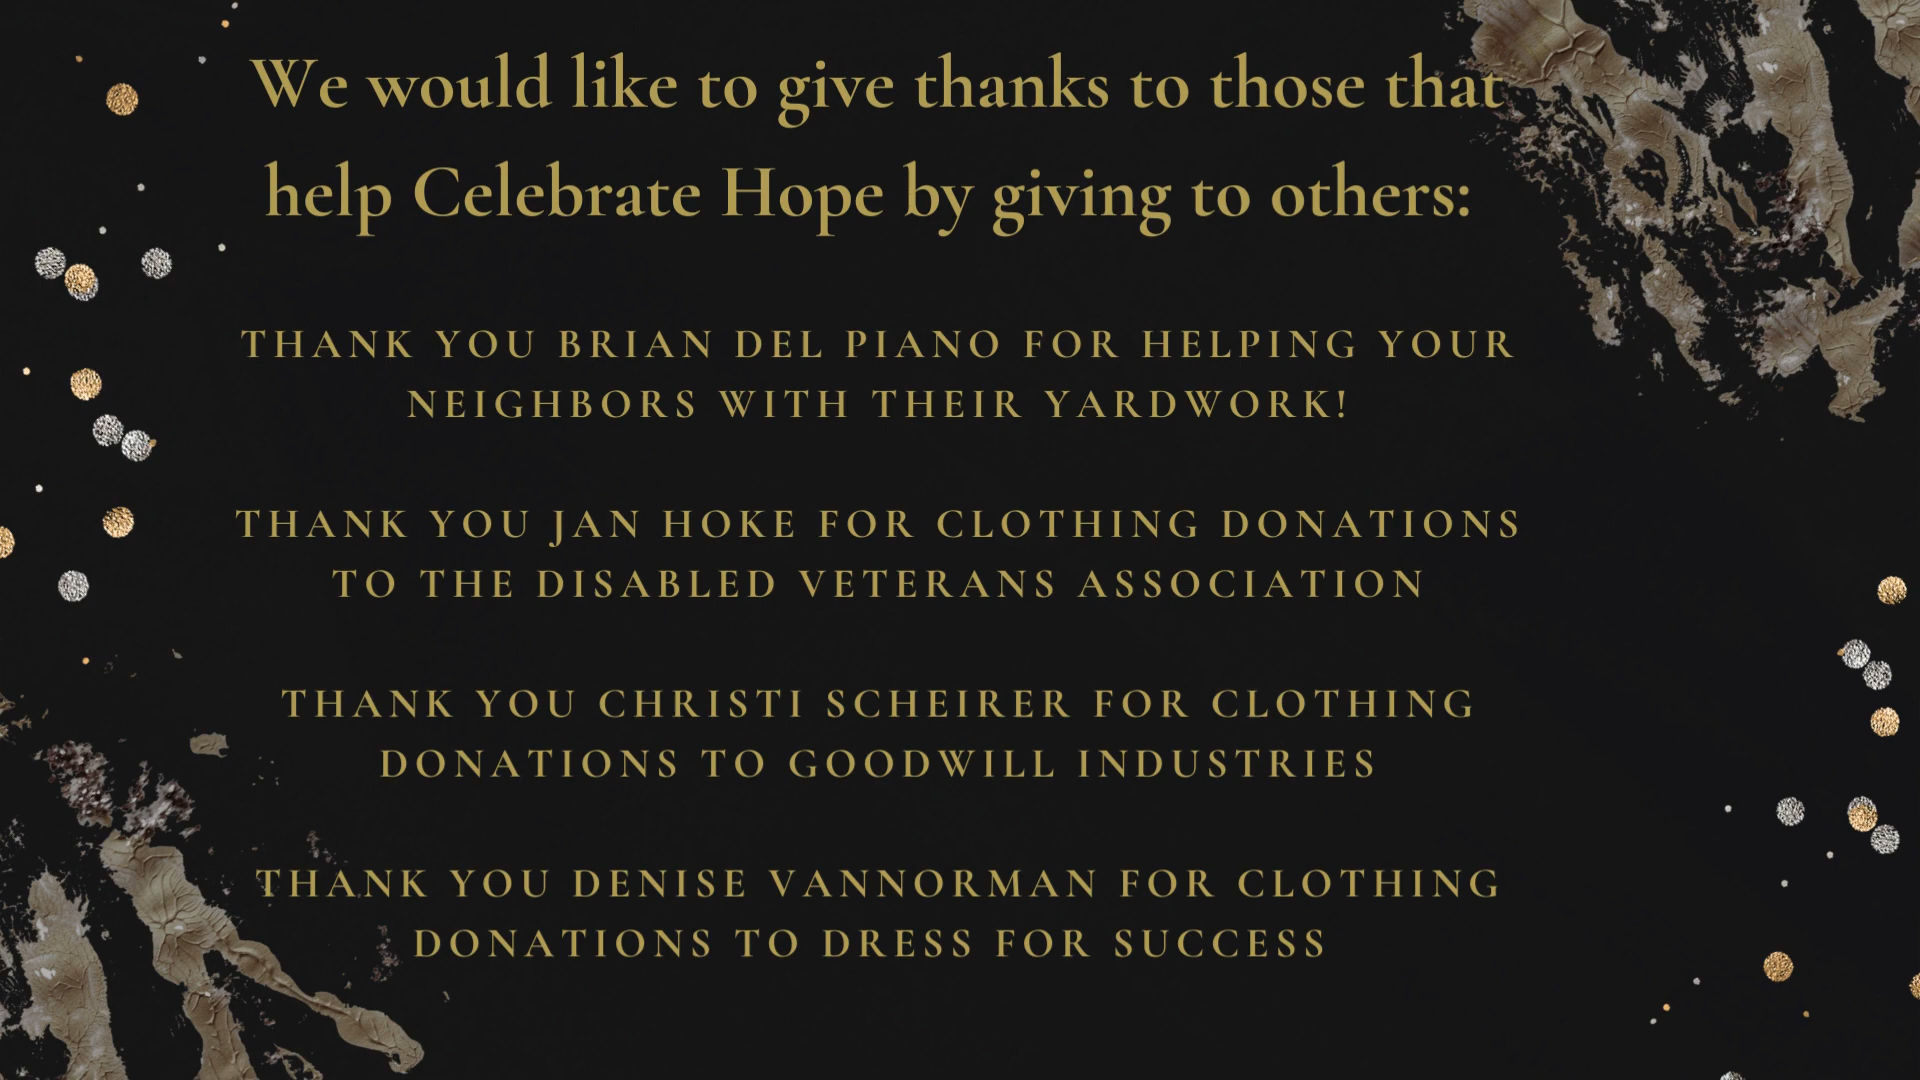 We would like to give thanks to those that
help Celebrate Hope by giving to others:
THANK YOU BRIAN DEL PIANO FOR HELPING YOUR
NEIGHBORS WITH THEIR YARDWORK!
THANK YOU JAN HOKE FOR CLOTHING DONATIONS
TO THE DISABLED VETERANS ASSOCIATION
THANK YOU CHRISTI SCHEIRER FOR CLOTHING
DONATIONS TO GOODWILL INDUSTRIES
THANK YOU DENISE VANNORMAN FOR CLOTHING
DONATIONS TO DRESS FOR SUCCESS